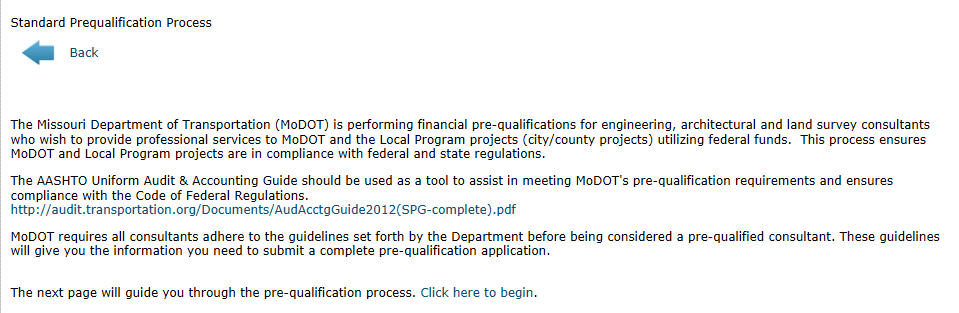 Standard Prequalification Process
Back
The Missouri Department of Transportation (MoDOT) is performing financial pre-qualifications for engineering, architectural and land survey consultants
who wish to provide professional services to MoDOT and the Local Program projects (city/county projects) utilizing federal funds.  This process ensures
MoDOT and Local Program projects are in compliance with federal and state regulations.
The AASHTO Uniform Audit & Accounting Guide should be used as a tool to assist in meeting MoDOT's pre-qualification requirements and ensures
compliance with the Code of Federal Regulations.
http://audit.transportation.org/Documents/AudAcctgGuide2012(SPG-complete).pdf
MoDOT requires all consultants adhere to the guidelines set forth by the Department before being considered a pre-qualified consultant. These guidelines
will give you the information you need to submit a complete pre-qualification application.
The next page will guide you through the pre-qualification process. Click here to begin.